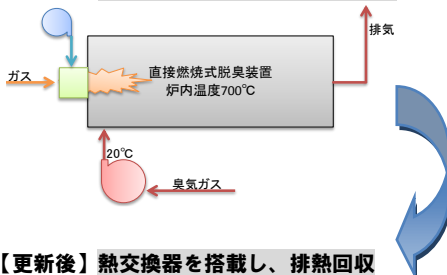 排気
ガス
直接燃焼式脱臭装置
炉内温度700℃
20℃
臭気ガス
【更新後】熱交換器を搭載し、排熱回収